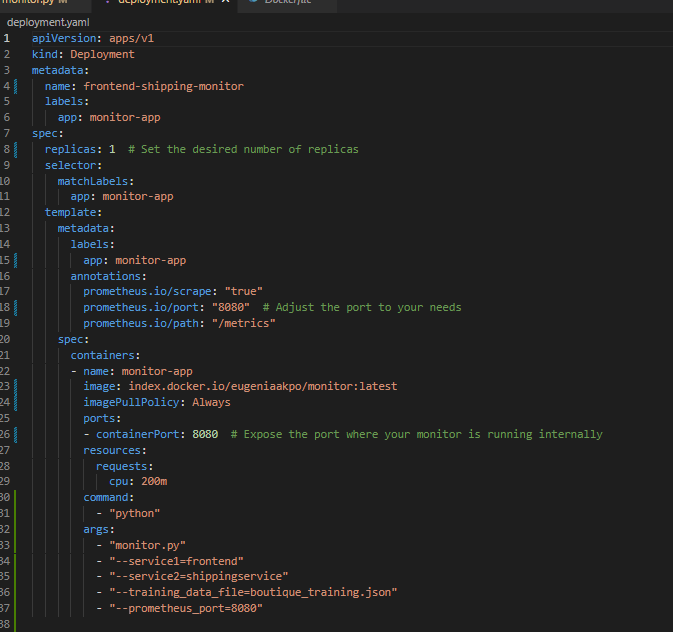 monitor.py M deployment.yaml M Dockerfile
deployment.yaml
1 apiVersion: apps/v1
2 kind: Deployment
3 metadata:
4   name: frontend-shipping-monitor
5   labels:
6     app: monitor-app
7 spec:
8   replicas: 1  # Set the desired number of replicas
9   selector:
10     matchLabels:
11       app: monitor-app
12   template:
13     metadata:
14       labels:
15         app: monitor-app
16       annotations:
17         prometheus.io/scrape: "true"
18         prometheus.io/port: "8080"  # Adjust the port to your needs
19         prometheus.io/path: "/metrics"
20     spec:
21       containers:
22       - name: monitor-app
23         image: index.docker.io/eugeniaakpo/monitor:latest
24         imagePullPolicy: Always
25         ports:
26         - containerPort: 8080  # Expose the port where your monitor is running internally
27         resources:
28           requests:
29             cpu: 200m
30         command:
31           - "python"
32         args:
33           - "monitor.py"
34           - "--service1=frontend"
35           - "--service2=shippingservice"
36           - "--training_data_file=boutique_training.json"
37           - "--prometheus_port=8080"
38